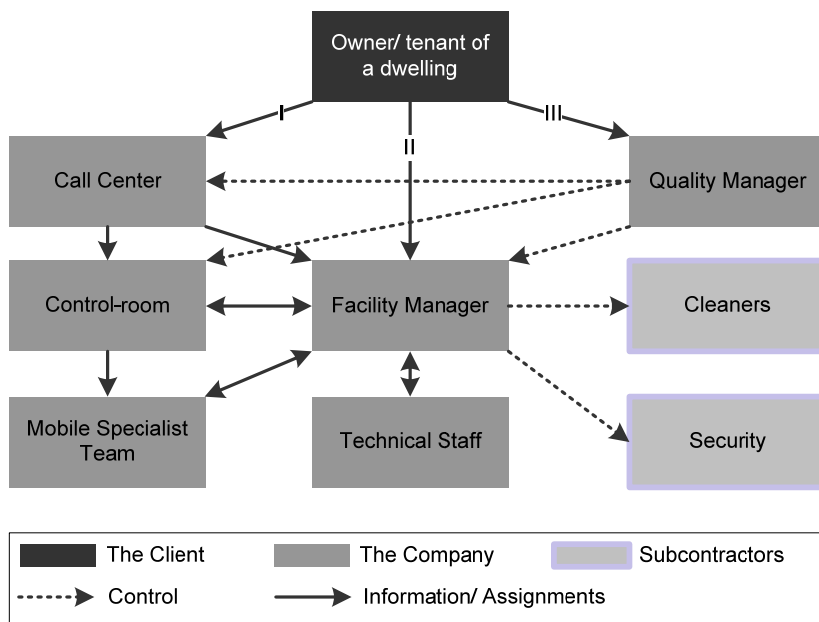 Owner/ tenant of
a dwelling
I
II
III
Call Center
Quality Manager
Control-room
Facility Manager
Cleaners
Mobile Specialist
Team
Technical Staff
Security
The Client
The Company
Subcontractors
Control
Information/ Assignments